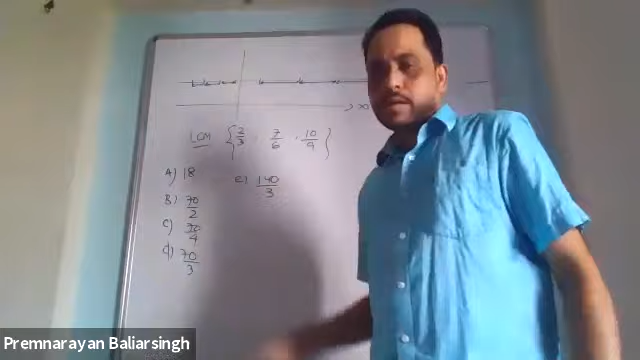 LCM { 2/3 , 7/6 , 10/9 }
A) 18
E) 140/3
B) 70/2
C) 70/4
d) 70/3
Premnarayan Baliarsingh